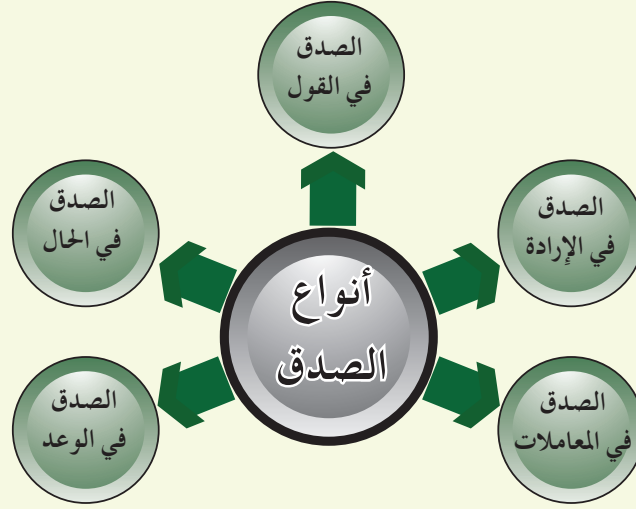 الصدق
في القول
الصدق
في الإرادة
الصدق
في الحال
أنواع
الصدق
الصدق
في المعاملات
الصدق
في الوعد